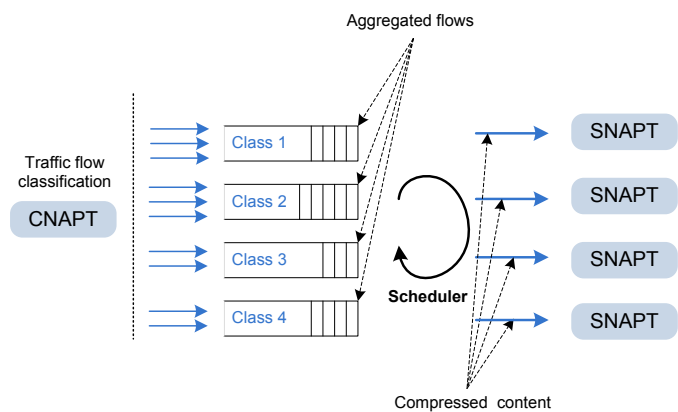 Aggregated flows
Traffic flow
classification
CNAPT
Class 1
Class 2
Class 3
Class 4
Scheduler
SNAPT
SNAPT
SNAPT
SNAPT
Compressed content